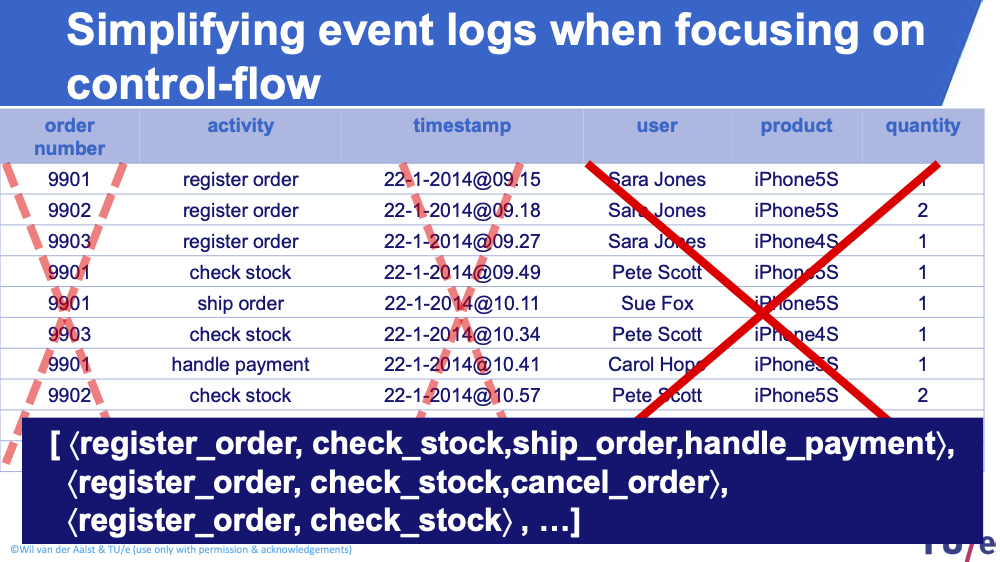 Simplifying event logs when focusing on
control-flow
order number activity timestamp user product quantity
9901 register order 22-1-2014@09.15 Sara Jones iPhone5S 1
9902 register order 22-1-2014@09.18 Sara Jones iPhone5S 2
9903 register order 22-1-2014@09.27 Sara Jones iPhone4S 1
9901 check stock 22-1-2014@09.49 Pete Scott iPhone5S 1
9901 ship order 22-1-2014@10.11 Sue Fox iPhone5S 1
9903 check stock 22-1-2014@10.34 Pete Scott iPhone4S 1
9901 handle payment 22-1-2014@10.41 Carol Hope iPhone5S 1
9902 check stock 22-1-2014@10.57 Pete Scott iPhone5S 2
[ ⟨register_order, check_stock,ship_order,handle_payment⟩,
⟨register_order, check_stock,cancel_order⟩,
⟨register_order, check_stock⟩ , …]
©Wil van der Aalst & TU/e (use only with permission & acknowledgements)
TU/e